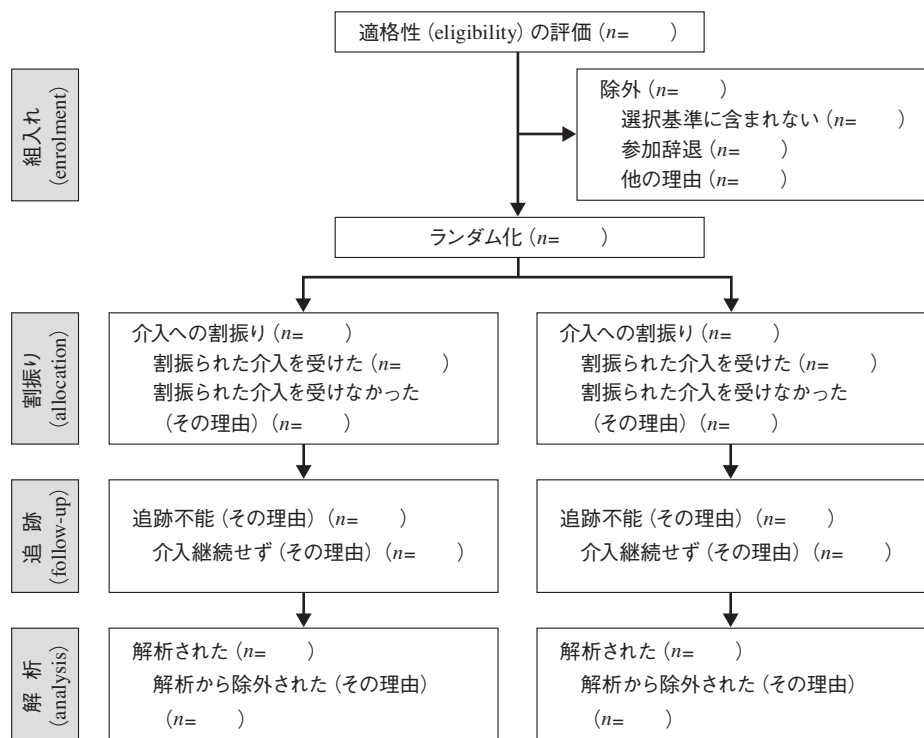 適格性 (eligibility) の評価 (n=　　)
組入れ
(enrolment)
除外 (n=　　)
選択基準に含まれない (n=　　)
参加辞退 (n=　　)
他の理由 (n=　　)
ランダム化 (n=　　)
割振り
(allocation)
介入への割振り (n=　　)
割振られた介入を受けた (n=　　)
割振られた介入を受けなかった
(その理由) (n=　　)
介入への割振り (n=　　)
割振られた介入を受けた (n=　　)
割振られた介入を受けなかった
(その理由) (n=　　)
追 跡
(follow-up)
追跡不能 (その理由) (n=　　)
介入継続せず (その理由) (n=　　)
追跡不能 (その理由) (n=　　)
介入継続せず (その理由) (n=　　)
解 析
(analysis)
解析された (n=　　)
解析から除外された (その理由)
(n=　　)
解析された (n=　　)
解析から除外された (その理由)
(n=　　)